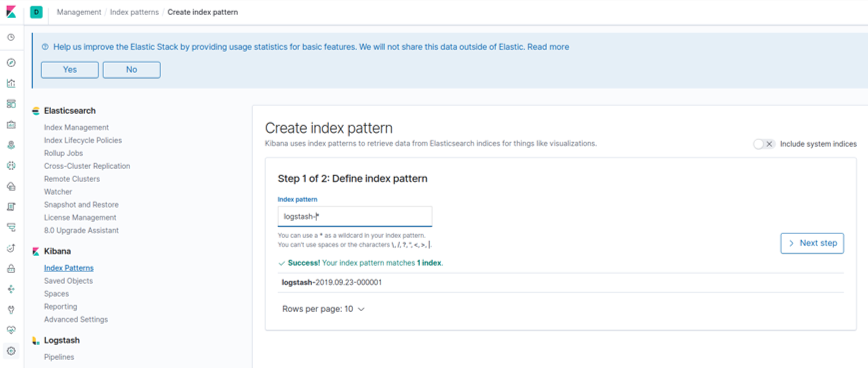 D Management / Index patterns / Create index pattern
Help us improve the Elastic Stack by providing usage statistics for basic features. We will not share this data outside of Elastic. Read more
Yes No
Elasticsearch
Index Management
Index Lifecycle Policies
Rollup Jobs
Cross-Cluster Replication
Remote Clusters
Watcher
Snapshot and Restore
License Management
8.0 Upgrade Assistant
Kibana
Index Patterns
Saved Objects
Spaces
Reporting
Advanced Settings
Logstash
Pipelines
Create index pattern
Kibana uses index patterns to retrieve data from Elasticsearch indices for things like visualizations.
Include system indices
Step 1 of 2: Define index pattern
Index pattern
logstash-*
You can use a * as a wildcard in your index pattern.
You can't use spaces or the characters \, /, ?, ", <, >, |.
Next step
Success! Your index pattern matches 1 index.
logstash-2019.09.23-000001
Rows per page: 10